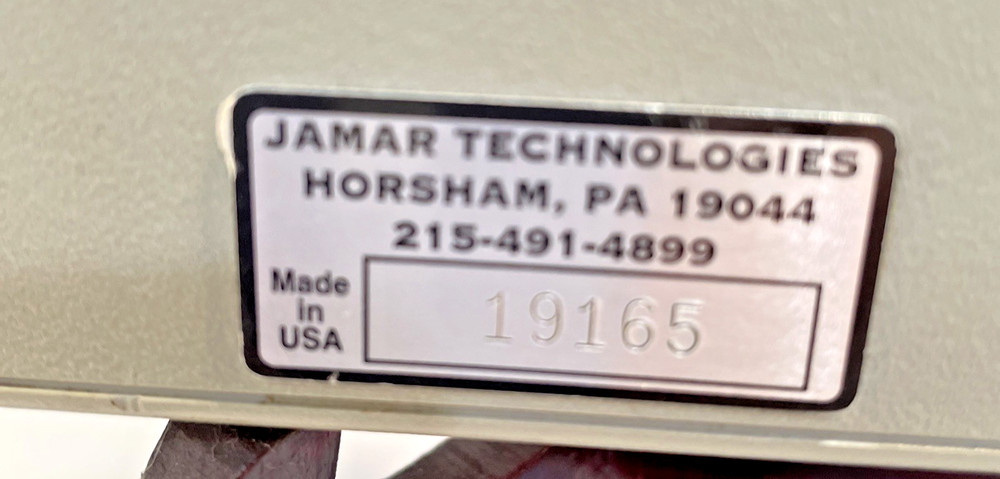 JAMAR TECHNOLOGIES
HORSHAM, PA 19044
215-491-4899
Made
in
USA
19165